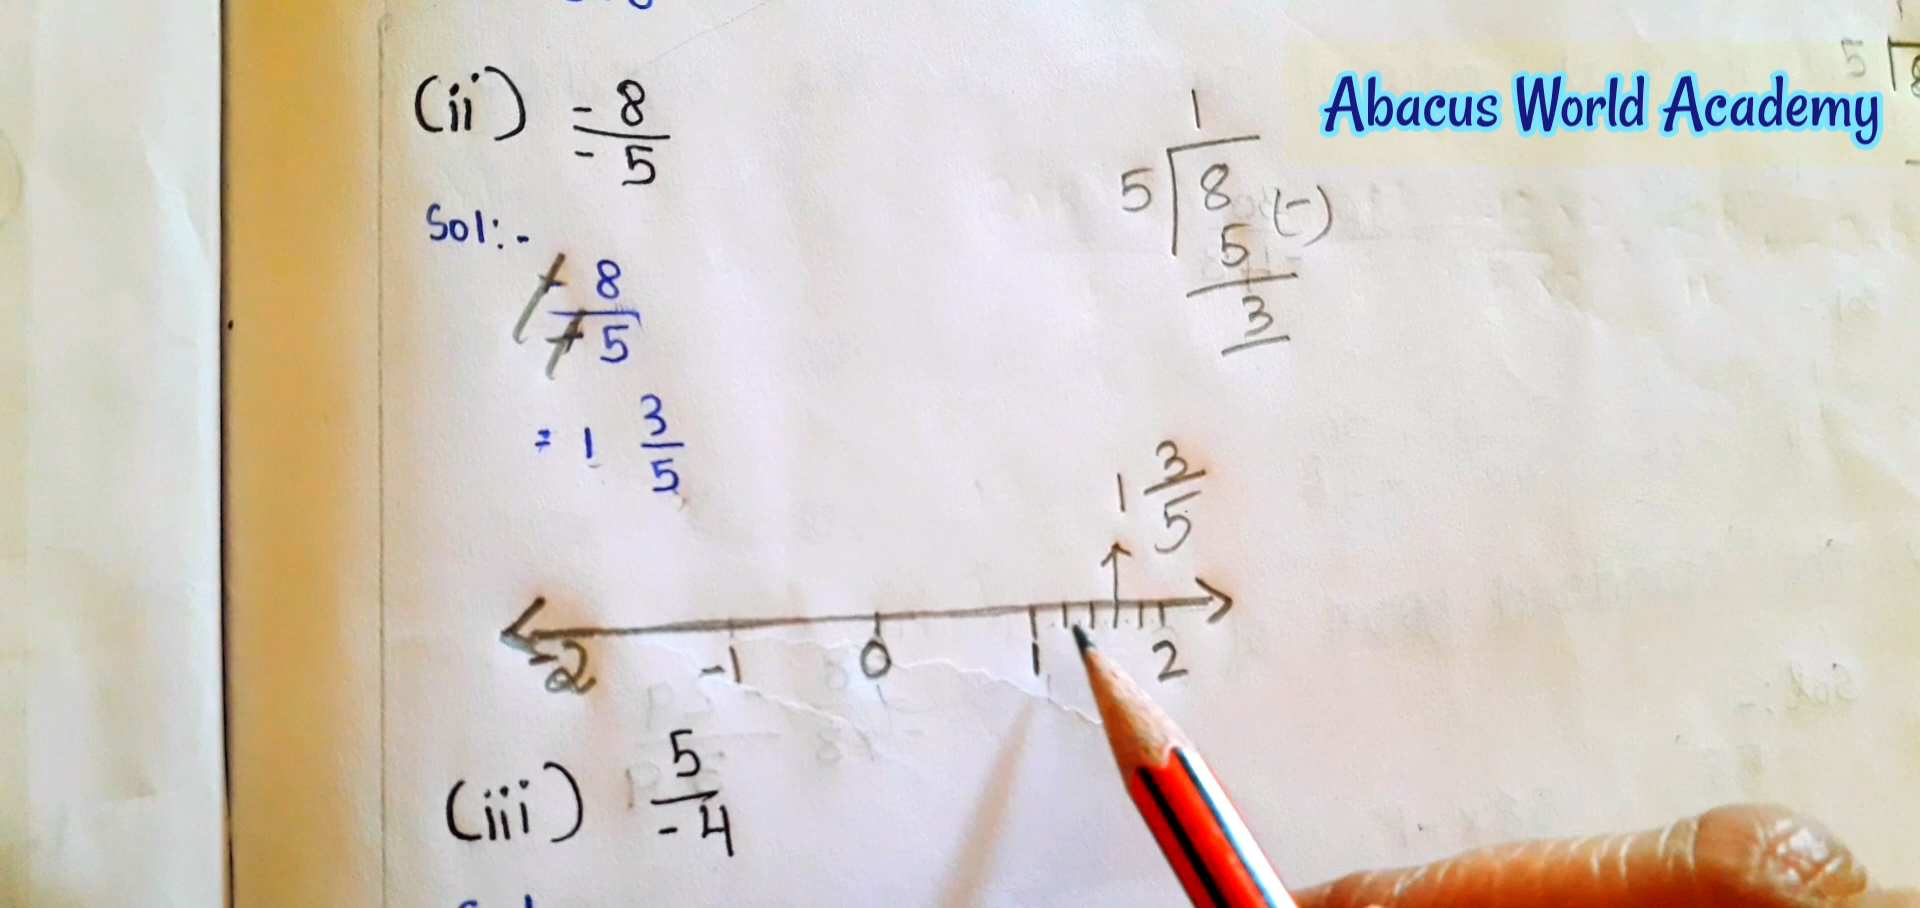 Abacus World Academy
(ii) -8/-5
Sol:-
-8/-5
= 1 3/5
1
5 8 (-)
5
3
1 3/5
-2 -1 0 1 2
(iii) 5/-4
5